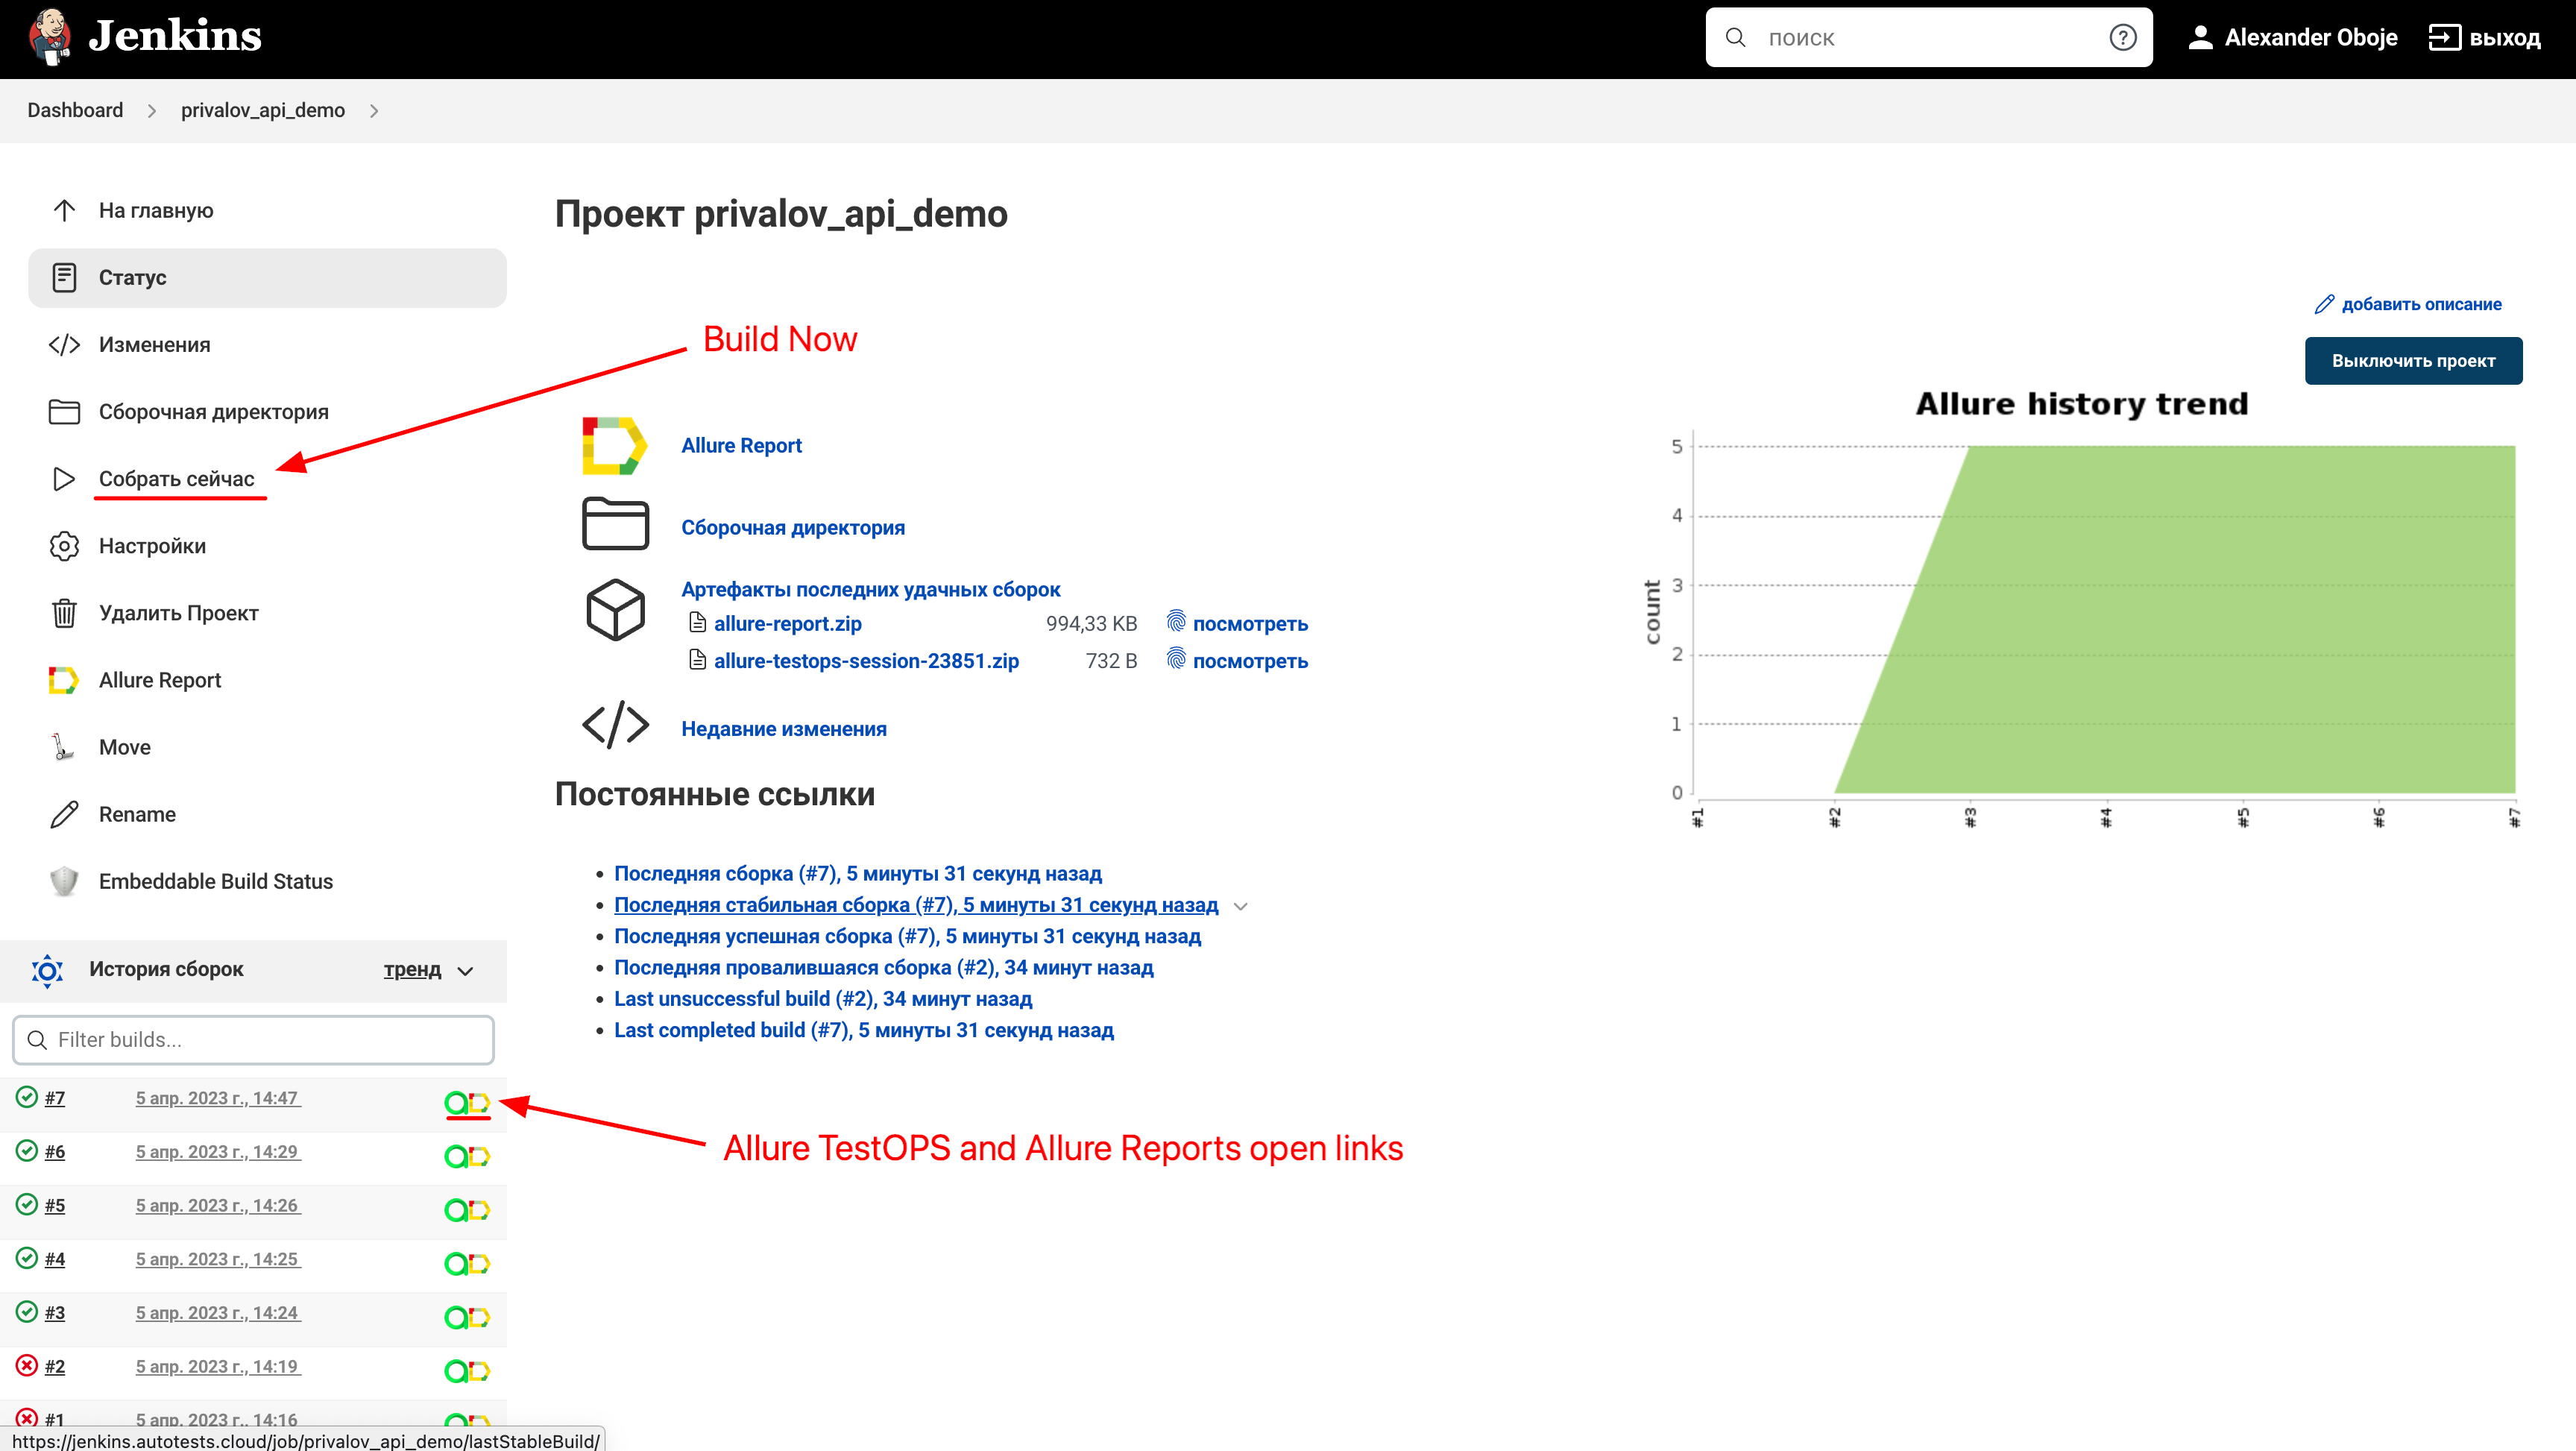 Jenkins
поиск
Alexander Oboje
выход
Dashboard
privalov_api_demo
На главную
Статус
Изменения
Сборочная директория
Собрать сейчас
Настройки
Удалить Проект
Allure Report
Move
Rename
Embeddable Build Status
История сборок
тренд
Filter builds...
#7 5 апр. 2023 г., 14:47
#6 5 апр. 2023 г., 14:29
#5 5 апр. 2023 г., 14:26
#4 5 апр. 2023 г., 14:25
#3 5 апр. 2023 г., 14:24
#2 5 апр. 2023 г., 14:19
#1 5 апр. 2023 г., 14:16
https://jenkins.autotests.cloud/job/privalov_api_demo/lastStableBuild/
Проект privalov_api_demo
добавить описание
Выключить проект
Build Now
Allure Report
Сборочная директория
Артефакты последних удачных сборок
allure-report.zip 994,33 KB посмотреть
allure-testops-session-23851.zip 732 B посмотреть
Недавние изменения
Постоянные ссылки
Последняя сборка (#7), 5 минуты 31 секунд назад
Последняя стабильная сборка (#7), 5 минуты 31 секунд назад
Последняя успешная сборка (#7), 5 минуты 31 секунд назад
Последняя провалившаяся сборка (#2), 34 минут назад
Last unsuccessful build (#2), 34 минут назад
Last completed build (#7), 5 минуты 31 секунд назад
Allure TestOPS and Allure Reports open links
Allure history trend
count
5
4
3
2
1
0
#1 #2 #3 #4 #5 #6 #7